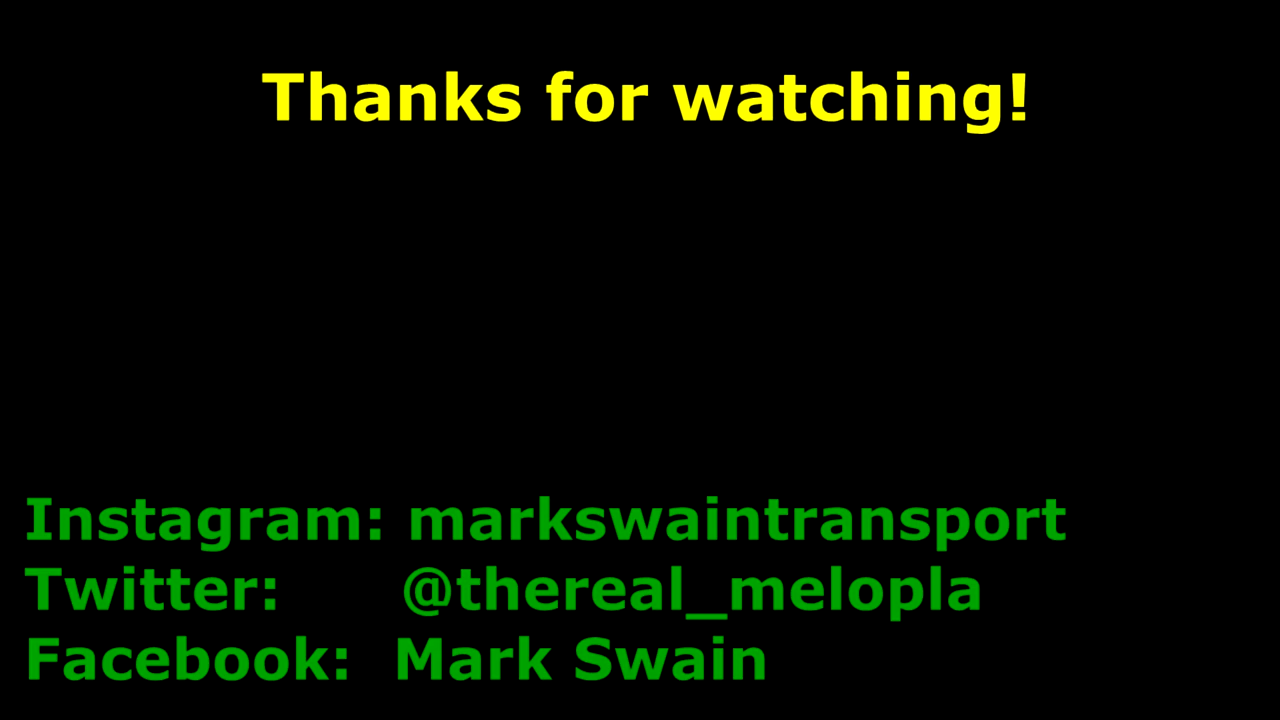 Thanks for watching!
Instagram: markswaintransport
Twitter: @thereal_melopla
Facebook: Mark Swain